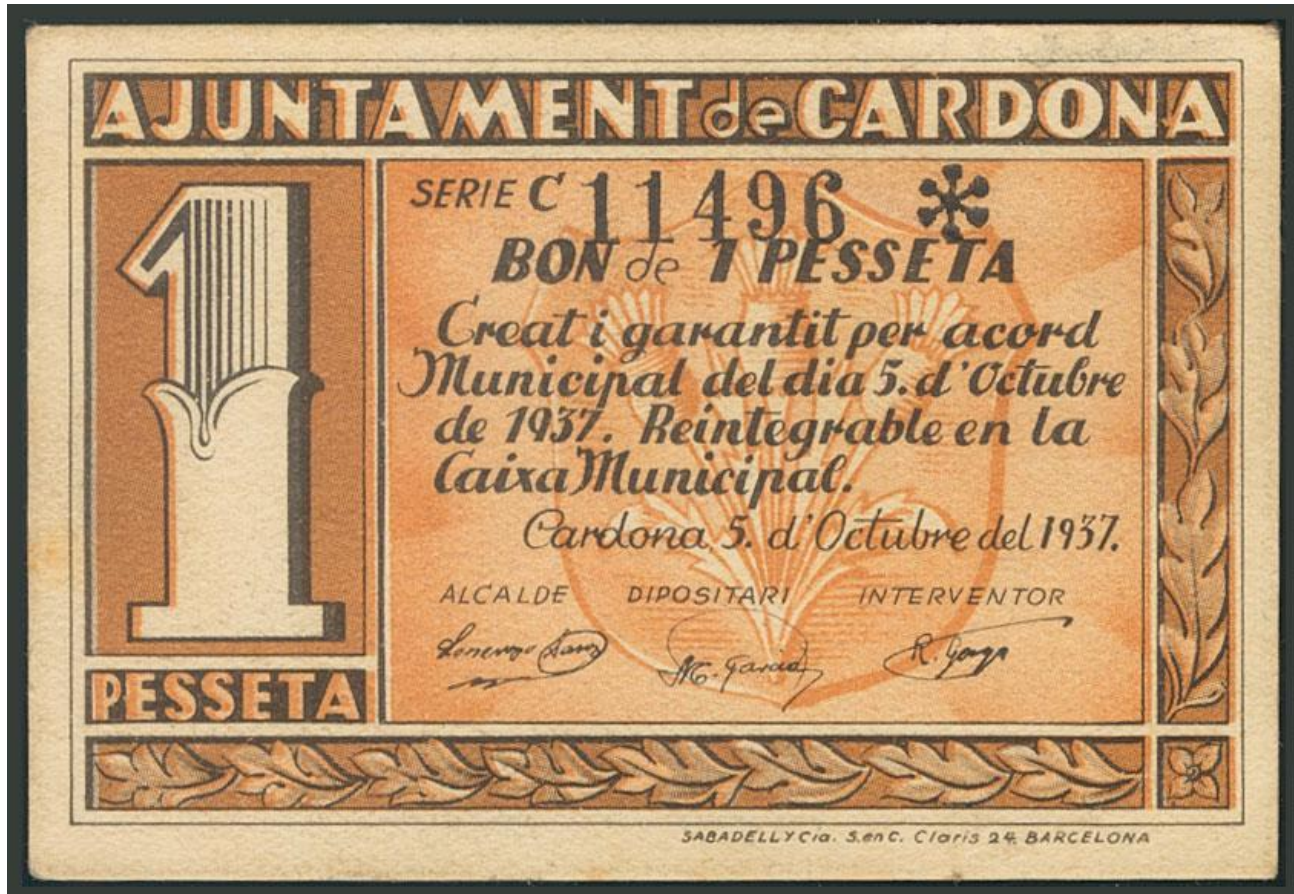 AJUNTAMENT de CARDONA
1
PESSETA
SERIE C 11496 *
BON de 1 PESSETA
Creat i garantit per acord
Municipal del dia 5. d'Octubre
de 1937. Reintegrable en la
Caixa Municipal.
Cardona, 5. d'Octubre del 1937.
ALCALDE DIPOSITARI INTERVENTOR
Lorenzo M. Garcia R.
SABADELL Y Cia. S. en C. Claris 24. BARCELONA